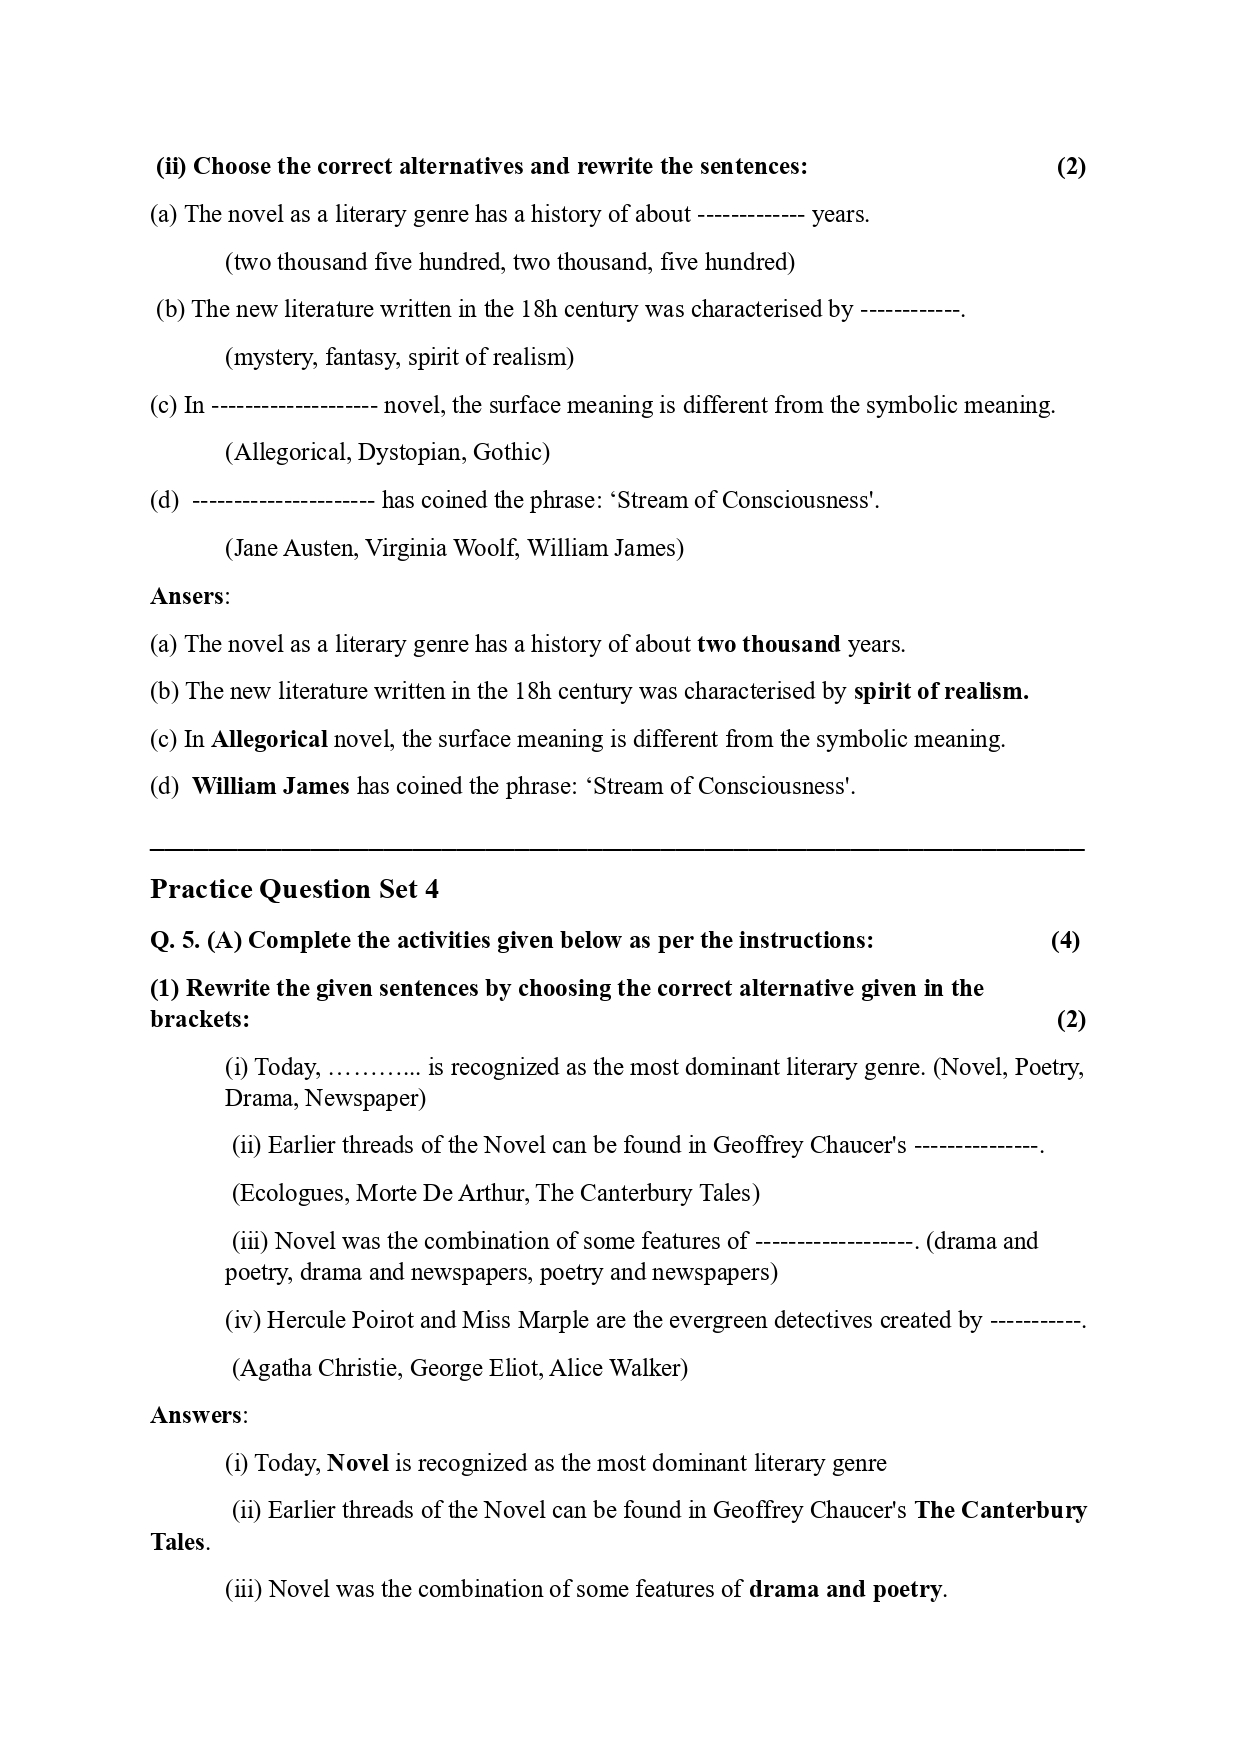 (ii) Choose the correct alternatives and rewrite the sentences: (2)
(a) The novel as a literary genre has a history of about ------------- years.
(two thousand five hundred, two thousand, five hundred)
(b) The new literature written in the 18h century was characterised by ------------.
(mystery, fantasy, spirit of realism)
(c) In -------------------- novel, the surface meaning is different from the symbolic meaning.
(Allegorical, Dystopian, Gothic)
(d) ---------------------- has coined the phrase: ‘Stream of Consciousness'.
(Jane Austen, Virginia Woolf, William James)
Ansers:
(a) The novel as a literary genre has a history of about two thousand years.
(b) The new literature written in the 18h century was characterised by spirit of realism.
(c) In Allegorical novel, the surface meaning is different from the symbolic meaning.
(d) William James has coined the phrase: ‘Stream of Consciousness'.
Practice Question Set 4
Q. 5. (A) Complete the activities given below as per the instructions: (4)
(1) Rewrite the given sentences by choosing the correct alternative given in the
brackets: (2)
(i) Today, ………... is recognized as the most dominant literary genre. (Novel, Poetry,
Drama, Newspaper)
(ii) Earlier threads of the Novel can be found in Geoffrey Chaucer's ---------------.
(Ecologues, Morte De Arthur, The Canterbury Tales)
(iii) Novel was the combination of some features of -------------------. (drama and
poetry, drama and newspapers, poetry and newspapers)
(iv) Hercule Poirot and Miss Marple are the evergreen detectives created by -----------.
(Agatha Christie, George Eliot, Alice Walker)
Answers:
(i) Today, Novel is recognized as the most dominant literary genre
(ii) Earlier threads of the Novel can be found in Geoffrey Chaucer's The Canterbury
Tales.
(iii) Novel was the combination of some features of drama and poetry.